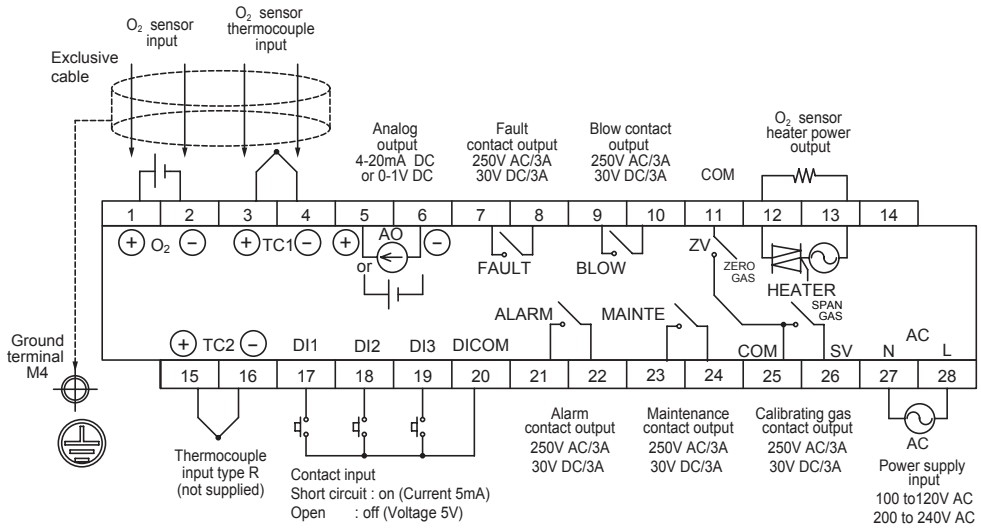 O2 sensor
input
O2 sensor
thermocouple
input
Exclusive
cable
Analog
output
4-20mA DC
or 0-1V DC
Fault
contact output
250V AC/3A
30V DC/3A
Blow contact
output
250V AC/3A
30V DC/3A
COM
O2 sensor
heater power
output
1 2 3 4 5 6 7 8 9 10 11 12 13 14
+ O2 −
+ TC1 −
+ AO −
or
FAULT
BLOW
ZV
ZERO
GAS
HEATER
SPAN
GAS
ALARM
MAINTE
Ground
terminal
M4
+ TC2 −
DI1 DI2 DI3 DICOM
COM SV
AC
N L
15 16 17 18 19 20 21 22 23 24 25 26 27 28
Thermocouple
input type R
(not supplied)
Contact input
Short circuit : on (Current 5mA)
Open : off (Voltage 5V)
Alarm
contact output
250V AC/3A
30V DC/3A
Maintenance
contact output
250V AC/3A
30V DC/3A
Calibrating gas
contact output
250V AC/3A
30V DC/3A
AC
Power supply
input
100 to120V AC
200 to 240V AC